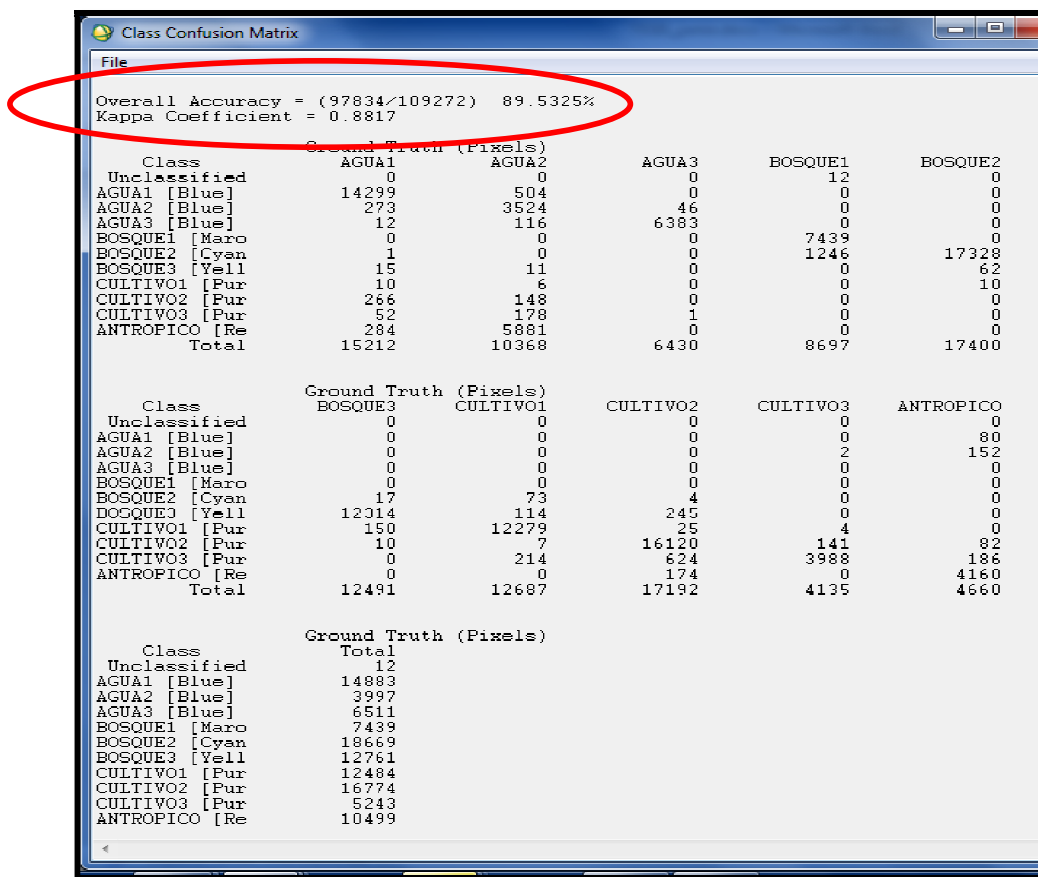 Class Confusion Matrix
File
Overall Accuracy = (97834/109272) 89.5325%
Kappa Coefficient = 0.8817
Ground Truth (Pixels)
Class AGUA1 AGUA2 AGUA3 BOSQUE1 BOSQUE2
Unclassified 0 0 0 12 0
AGUA1 [Blue] 14299 504 0 0 0
AGUA2 [Blue] 273 3524 46 0 0
AGUA3 [Blue] 12 116 6383 0 0
BOSQUE1 [Maro 0 0 0 7439 0
BOSQUE2 [Cyan 1 0 0 1246 17328
BOSQUE3 [Yell 15 11 0 0 62
CULTIVO1 [Pur 10 6 0 0 10
CULTIVO2 [Pur 266 148 0 0 0
CULTIVO3 [Pur 52 178 1 0 0
ANTROPICO [Re 284 5881 0 0 0
Total 15212 10368 6430 8697 17400
Ground Truth (Pixels)
Class BOSQUE3 CULTIVO1 CULTIVO2 CULTIVO3 ANTROPICO
Unclassified 0 0 0 0 0
AGUA1 [Blue] 0 0 0 0 80
AGUA2 [Blue] 0 0 0 2 152
AGUA3 [Blue] 0 0 0 0 0
BOSQUE1 [Maro 0 0 0 0 0
BOSQUE2 [Cyan 17 73 4 0 0
BOSQUE3 [Yell 12314 114 245 0 0
CULTIVO1 [Pur 150 12279 25 4 0
CULTIVO2 [Pur 10 7 16120 141 82
CULTIVO3 [Pur 0 214 624 3988 186
ANTROPICO [Re 0 0 174 0 4160
Total 12491 12687 17192 4135 4660
Ground Truth (Pixels)
Class Total
Unclassified 12
AGUA1 [Blue] 14883
AGUA2 [Blue] 3997
AGUA3 [Blue] 6511
BOSQUE1 [Maro 7439
BOSQUE2 [Cyan 18669
BOSQUE3 [Yell 12761
CULTIVO1 [Pur 12484
CULTIVO2 [Pur 16774
CULTIVO3 [Pur 5243
ANTROPICO [Re 10499